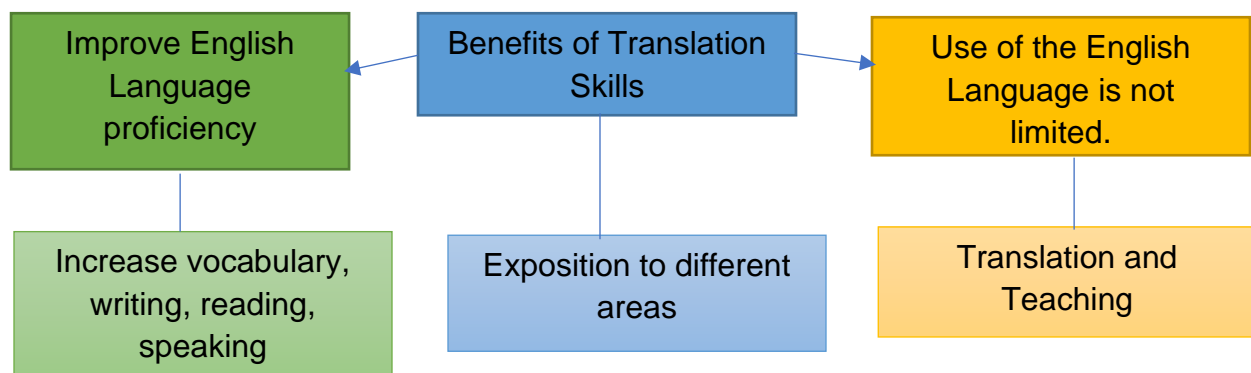 Improve English
Language
proficiency
Benefits of Translation
Skills
Use of the English
Language is not
limited.
Increase vocabulary,
writing, reading,
speaking
Exposition to different
areas
Translation and
Teaching